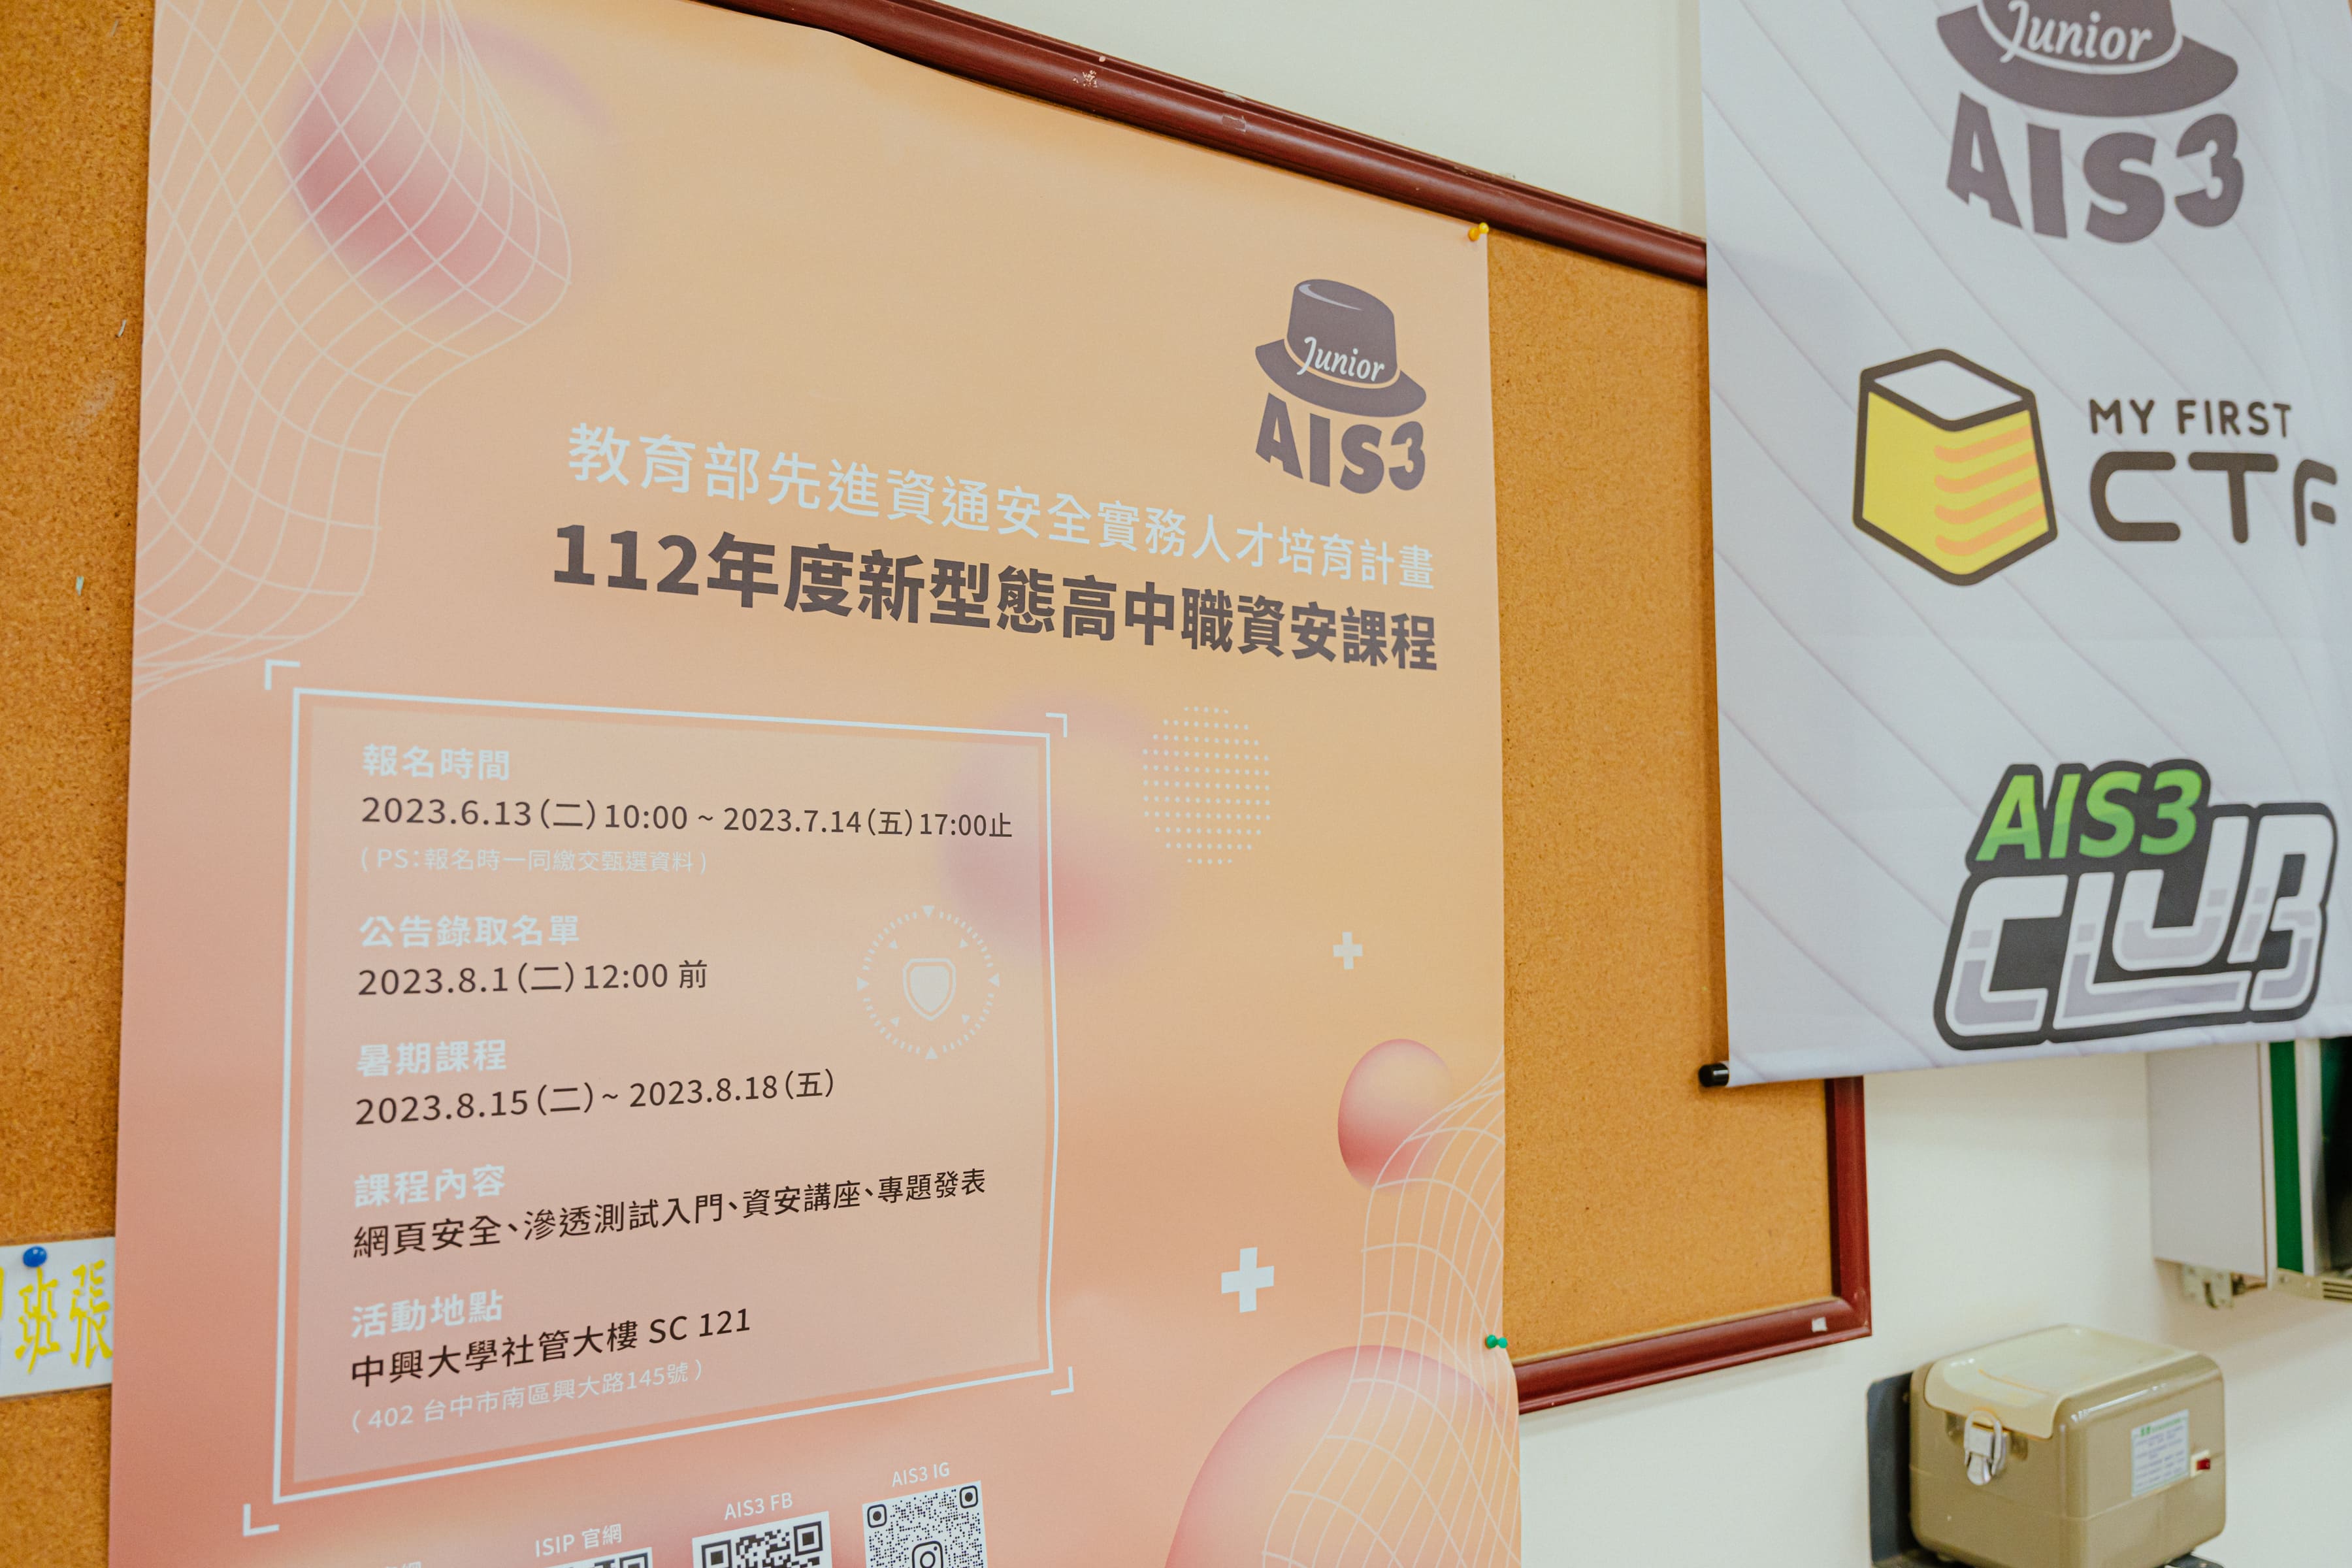 Junior
AIS3
教育部先進資通安全實務人才培育計畫
112年度新型態高中職資安課程
報名時間
2023.6.13(二)10:00 ~ 2023.7.14(五)17:00止
( PS:報名時一同繳交甄選資料 )
公告錄取名單
2023.8.1(二)12:00 前
暑期課程
2023.8.15(二)~ 2023.8.18(五)
課程內容
網頁安全、滲透測試入門、資安講座、專題發表
活動地點
中興大學社管大樓 SC 121
( 402 台中市南區興大路145號 )
ISIP 官網
AIS3 FB
AIS3 IG
Junior
AIS3
MY FIRST
CTF
AIS3
CLUB
班張